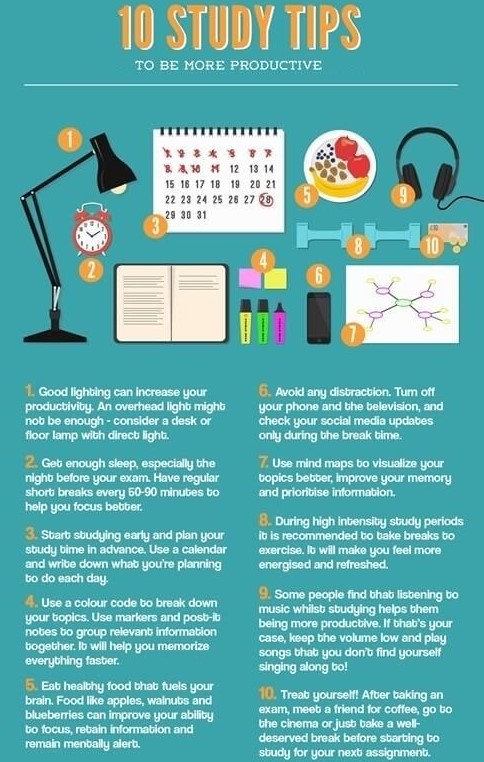 10 STUDY TIPS
TO BE MORE PRODUCTIVE
1
2
3
12 13 14
15 16 17 18 19 20 21
22 23 24 25 26 27 28
29 30 31
4
5
6
7
8
9
10
1. Good lighting can increase your
productivity. An overhead light might
not be enough - consider a desk or
floor lamp with direct light.
2. Get enough sleep, especially the
night before your exam. Have regular
short breaks every 50-90 minutes to
help you focus better.
3. Start studying early and plan your
study time in advance. Use a calendar
and write down what you're planning
to do each day.
4. Use a colour code to break down
your topics. Use markers and post-it
notes to group relevant information
together. It will help you memorize
everything faster.
5. Eat healthy food that fuels your
brain. Food like apples, walnuts and
blueberries can improve your ability
to focus, retain information and
remain mentally alert.
6. Avoid any distraction. Turn off
your phone and the television, and
check your social media updates
only during the break time.
7. Use mind maps to visualize your
topics better, improve your memory
and prioritise information.
8. During high intensity study periods
it is recommended to take breaks to
exercise. It will make you feel more
energised and refreshed.
9. Some people find that listening to
music whilst studying helps them
being more productive. If that's your
case, keep the volume low and play
songs that you don't find yourself
singing along to!
10. Treat yourself! After taking an
exam, meet a friend for coffee, go to
the cinema or just take a well-
deserved break before starting to
study for your next assignment.